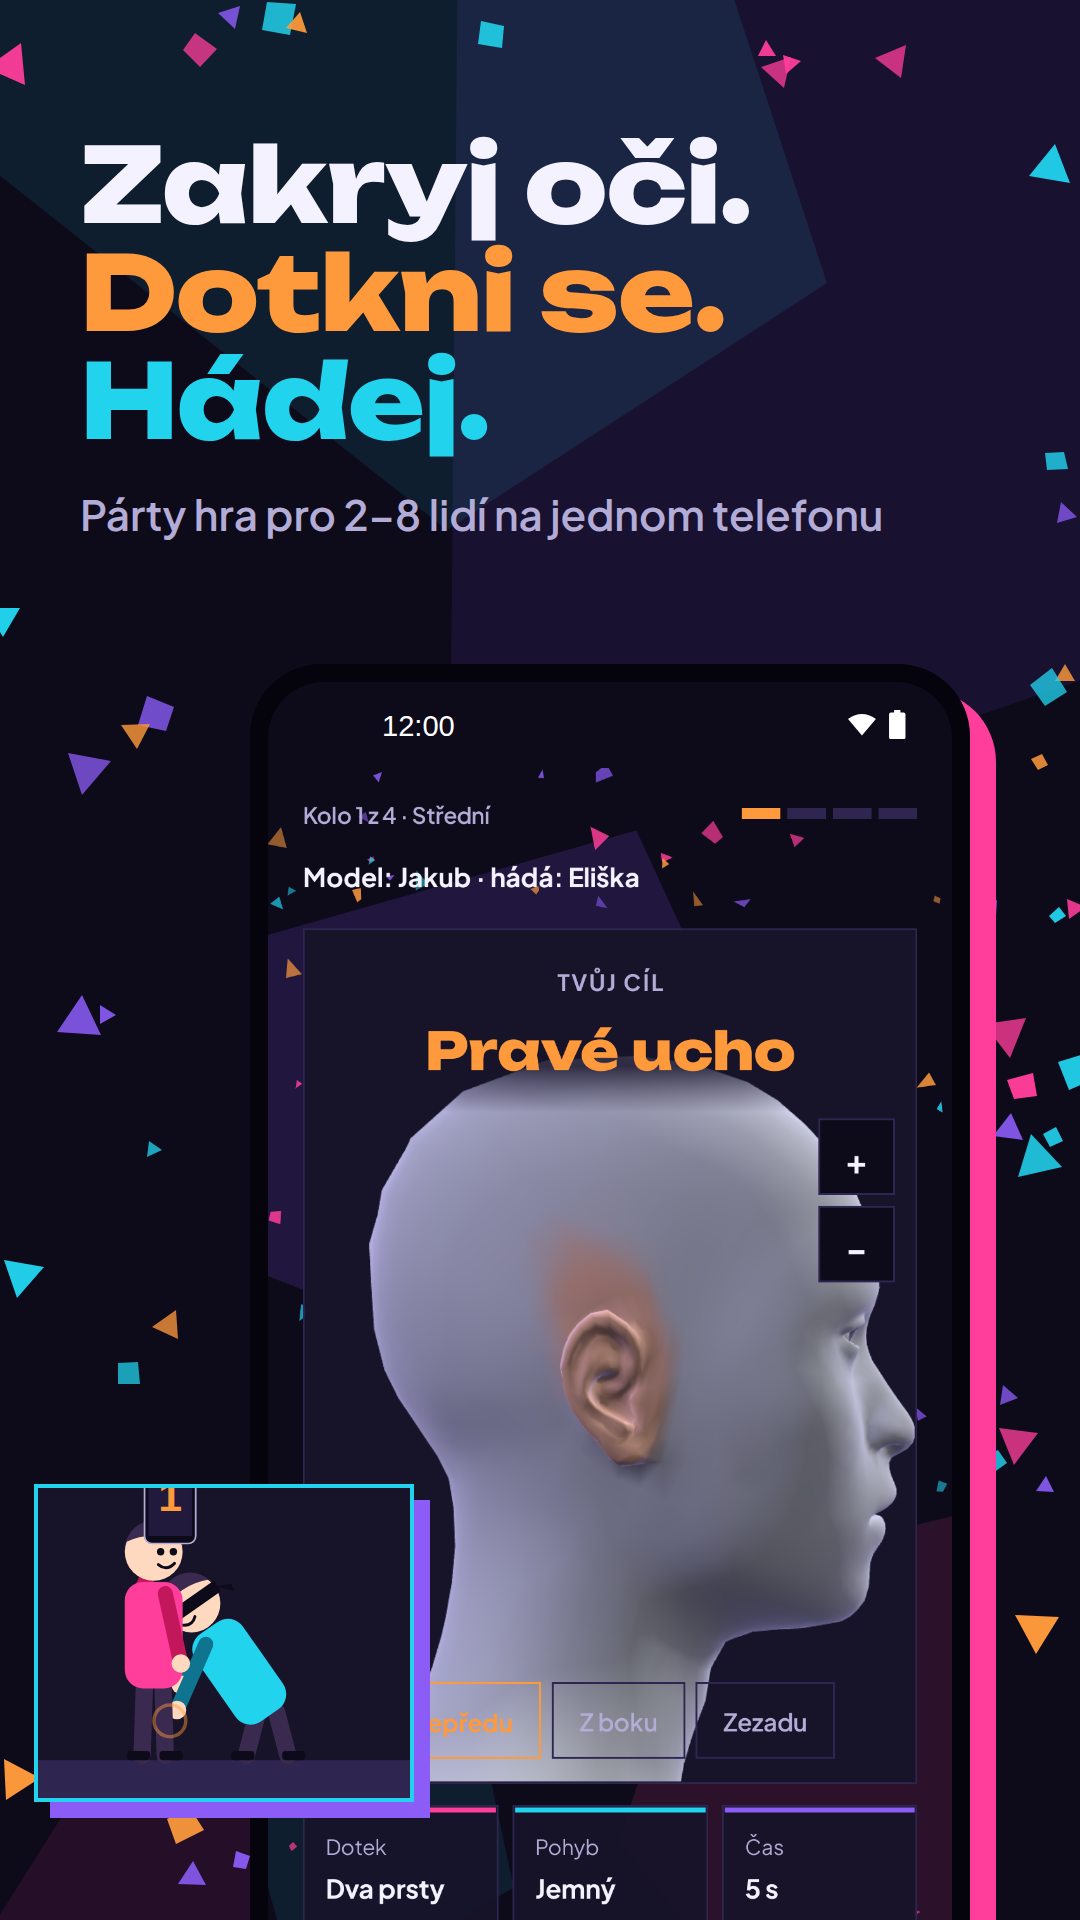 Zakryj oči.
Dotkni se.
Hádej.
Párty hra pro 2–8 lidí na jednom telefonu
12:00
Kolo 1 z 4 · Střední
Model: Jakub · hádá: Eliška
TVŮJ CÍL
Pravé ucho
+
−
1
Z boku
Zezadu
Dotek
Pohyb
Čas
Dva prsty
Jemný
5 s